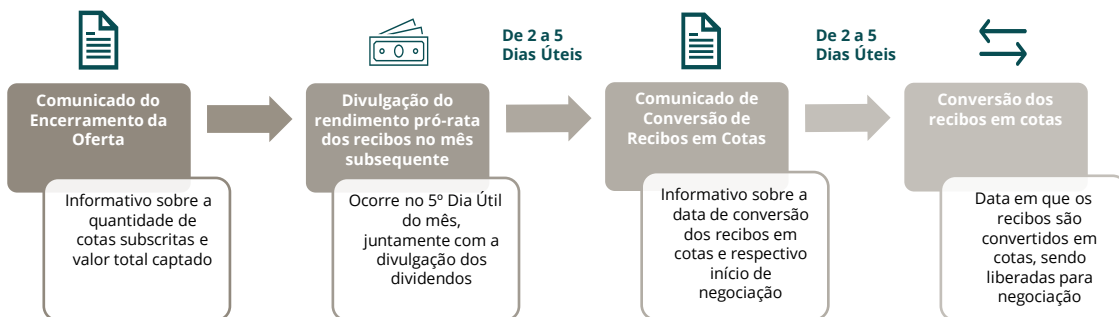 Comunicado do
Encerramento da
Oferta
Informativo sobre a
quantidade de
cotas subscritas e
valor total captado
Divulgação do
rendimento pró-rata
dos recibos no mês
subsequente
Ocorre no 5º Dia Útil
do mês,
juntamente com a
divulgação dos
dividendos
De 2 a 5
Dias Úteis
Comunicado de
Conversão de
Recibos em Cotas
Informativo sobre a
data de conversão
dos recibos em
cotas e respectivo
início de
negociação
De 2 a 5
Dias Úteis
Conversão dos
recibos em cotas
Data em que os
recibos são
convertidos em
cotas, sendo
liberadas para
negociação